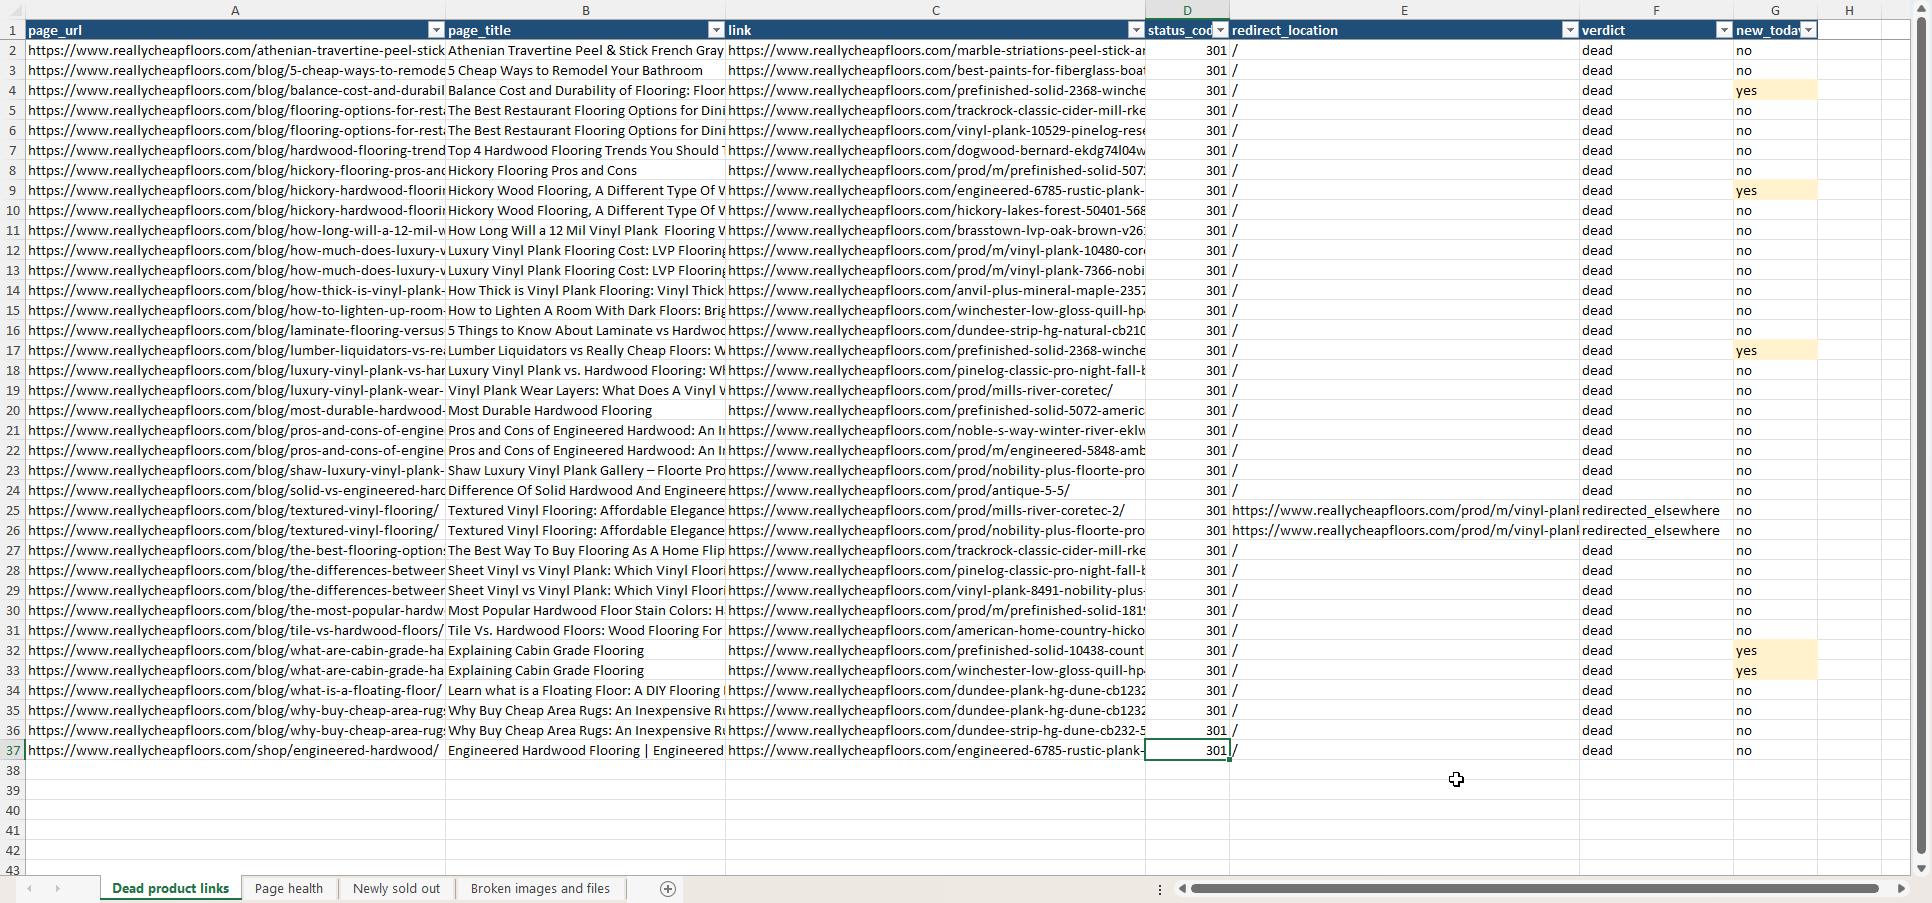 A B C D E F G H
1 page_url page_title link status_cod redirect_location verdict new_today
2 https://www.reallycheapfloors.com/athenian-travertine-peel-stick Athenian Travertine Peel & Stick French Gray https://www.reallycheapfloors.com/marble-striations-peel-stick-ar 301 / dead no
3 https://www.reallycheapfloors.com/blog/5-cheap-ways-to-remode 5 Cheap Ways to Remodel Your Bathroom https://www.reallycheapfloors.com/best-paints-for-fiberglass-boat 301 / dead no
4 https://www.reallycheapfloors.com/blog/balance-cost-and-durabil Balance Cost and Durability of Flooring: Floor https://www.reallycheapfloors.com/prefinished-solid-2368-winche 301 / dead yes
5 https://www.reallycheapfloors.com/blog/flooring-options-for-resta The Best Restaurant Flooring Options for Dini https://www.reallycheapfloors.com/trackrock-classic-cider-mill-rke 301 / dead no
6 https://www.reallycheapfloors.com/blog/flooring-options-for-resta The Best Restaurant Flooring Options for Dini https://www.reallycheapfloors.com/vinyl-plank-10529-pinelog-rese 301 / dead no
7 https://www.reallycheapfloors.com/blog/hardwood-flooring-trend Top 4 Hardwood Flooring Trends You Should https://www.reallycheapfloors.com/dogwood-bernard-ekdg74l04w 301 / dead no
8 https://www.reallycheapfloors.com/blog/hickory-flooring-pros-and Hickory Flooring Pros and Cons https://www.reallycheapfloors.com/prod/m/prefinished-solid-507 301 / dead no
9 https://www.reallycheapfloors.com/blog/hickory-hardwood-floorin Hickory Wood Flooring, A Different Type Of W https://www.reallycheapfloors.com/engineered-6785-rustic-plank- 301 / dead yes
10 https://www.reallycheapfloors.com/blog/hickory-hardwood-floorin Hickory Wood Flooring, A Different Type Of W https://www.reallycheapfloors.com/hickory-lakes-forest-50401-568 301 / dead no
11 https://www.reallycheapfloors.com/blog/how-long-will-a-12-mil-w How Long Will a 12 Mil Vinyl Plank Flooring W https://www.reallycheapfloors.com/brasstown-lvp-oak-brown-v26 301 / dead no
12 https://www.reallycheapfloors.com/blog/how-much-does-luxury-v Luxury Vinyl Plank Flooring Cost: LVP Flooring https://www.reallycheapfloors.com/prod/m/vinyl-plank-10480-cor 301 / dead no
13 https://www.reallycheapfloors.com/blog/how-much-does-luxury-v Luxury Vinyl Plank Flooring Cost: LVP Flooring https://www.reallycheapfloors.com/prod/m/vinyl-plank-7366-nobi 301 / dead no
14 https://www.reallycheapfloors.com/blog/how-thick-is-vinyl-plank- How Thick is Vinyl Plank Flooring: Vinyl Thick https://www.reallycheapfloors.com/anvil-plus-mineral-maple-2357 301 / dead no
15 https://www.reallycheapfloors.com/blog/how-to-lighten-up-room- How to Lighten A Room With Dark Floors: Brig https://www.reallycheapfloors.com/winchester-low-gloss-quill-hp 301 / dead no
16 https://www.reallycheapfloors.com/blog/laminate-flooring-versus- 5 Things to Know About Laminate vs Hardwoo https://www.reallycheapfloors.com/dundee-strip-hg-natural-cb210 301 / dead no
17 https://www.reallycheapfloors.com/blog/lumber-liquidators-vs-rea Lumber Liquidators vs Really Cheap Floors: W https://www.reallycheapfloors.com/prefinished-solid-2368-winche 301 / dead yes
18 https://www.reallycheapfloors.com/blog/luxury-vinyl-plank-vs-har Luxury Vinyl Plank vs. Hardwood Flooring: Wh https://www.reallycheapfloors.com/pinelog-classic-pro-night-fall-b 301 / dead no
19 https://www.reallycheapfloors.com/blog/luxury-vinyl-plank-wear- Vinyl Plank Wear Layers: What Does A Vinyl W https://www.reallycheapfloors.com/prod/mills-river-coretec/ 301 / dead no
20 https://www.reallycheapfloors.com/blog/most-durable-hardwood- Most Durable Hardwood Flooring https://www.reallycheapfloors.com/prefinished-solid-5072-americ 301 / dead no
21 https://www.reallycheapfloors.com/blog/pros-and-cons-of-engine Pros and Cons of Engineered Hardwood: An In https://www.reallycheapfloors.com/noble-s-way-winter-river-eklw 301 / dead no
22 https://www.reallycheapfloors.com/blog/pros-and-cons-of-engine Pros and Cons of Engineered Hardwood: An In https://www.reallycheapfloors.com/prod/m/engineered-5848-amb 301 / dead no
23 https://www.reallycheapfloors.com/blog/shaw-luxury-vinyl-plank- Shaw Luxury Vinyl Plank Gallery – Floorte Pro https://www.reallycheapfloors.com/prod/nobility-plus-floorte-pro 301 / dead no
24 https://www.reallycheapfloors.com/blog/solid-vs-engineered-hard Difference Of Solid Hardwood And Engineere https://www.reallycheapfloors.com/prod/antique-5-5/ 301 / dead no
25 https://www.reallycheapfloors.com/blog/textured-vinyl-flooring/ Textured Vinyl Flooring: Affordable Elegance https://www.reallycheapfloors.com/prod/mills-river-coretec-2/ 301 https://www.reallycheapfloors.com/prod/m/vinyl-plank redirected_elsewhere no
26 https://www.reallycheapfloors.com/blog/textured-vinyl-flooring/ Textured Vinyl Flooring: Affordable Elegance https://www.reallycheapfloors.com/prod/nobility-plus-floorte-pro 301 https://www.reallycheapfloors.com/prod/m/vinyl-plank redirected_elsewhere no
27 https://www.reallycheapfloors.com/blog/the-best-flooring-option The Best Way To Buy Flooring As A Home Flip https://www.reallycheapfloors.com/trackrock-classic-cider-mill-rke 301 / dead no
28 https://www.reallycheapfloors.com/blog/the-differences-between Sheet Vinyl vs Vinyl Plank: Which Vinyl Floori https://www.reallycheapfloors.com/pinelog-classic-pro-night-fall-b 301 / dead no
29 https://www.reallycheapfloors.com/blog/the-differences-between Sheet Vinyl vs Vinyl Plank: Which Vinyl Floori https://www.reallycheapfloors.com/vinyl-plank-8491-nobility-plus- 301 / dead no
30 https://www.reallycheapfloors.com/blog/the-most-popular-hardw Most Popular Hardwood Floor Stain Colors: H https://www.reallycheapfloors.com/prod/m/prefinished-solid-181 301 / dead no
31 https://www.reallycheapfloors.com/blog/tile-vs-hardwood-floors/ Tile Vs. Hardwood Floors: Wood Flooring For https://www.reallycheapfloors.com/american-home-country-hicko 301 / dead no
32 https://www.reallycheapfloors.com/blog/what-are-cabin-grade-ha Explaining Cabin Grade Flooring https://www.reallycheapfloors.com/prefinished-solid-10438-count 301 / dead yes
33 https://www.reallycheapfloors.com/blog/what-are-cabin-grade-ha Explaining Cabin Grade Flooring https://www.reallycheapfloors.com/winchester-low-gloss-quill-hp 301 / dead yes
34 https://www.reallycheapfloors.com/blog/what-is-a-floating-floor/ Learn what is a Floating Floor: A DIY Flooring https://www.reallycheapfloors.com/dundee-plank-hg-dune-cb1232 301 / dead no
35 https://www.reallycheapfloors.com/blog/why-buy-cheap-area-rugs Why Buy Cheap Area Rugs: An Inexpensive Ru https://www.reallycheapfloors.com/dundee-plank-hg-dune-cb1232 301 / dead no
36 https://www.reallycheapfloors.com/blog/why-buy-cheap-area-rugs Why Buy Cheap Area Rugs: An Inexpensive Ru https://www.reallycheapfloors.com/dundee-strip-hg-dune-cb232-5 301 / dead no
37 https://www.reallycheapfloors.com/shop/engineered-hardwood/ Engineered Hardwood Flooring | Engineered https://www.reallycheapfloors.com/engineered-6785-rustic-plank- 301 / dead no
38
39
40
41
42
43
Dead product links Page health Newly sold out Broken images and files